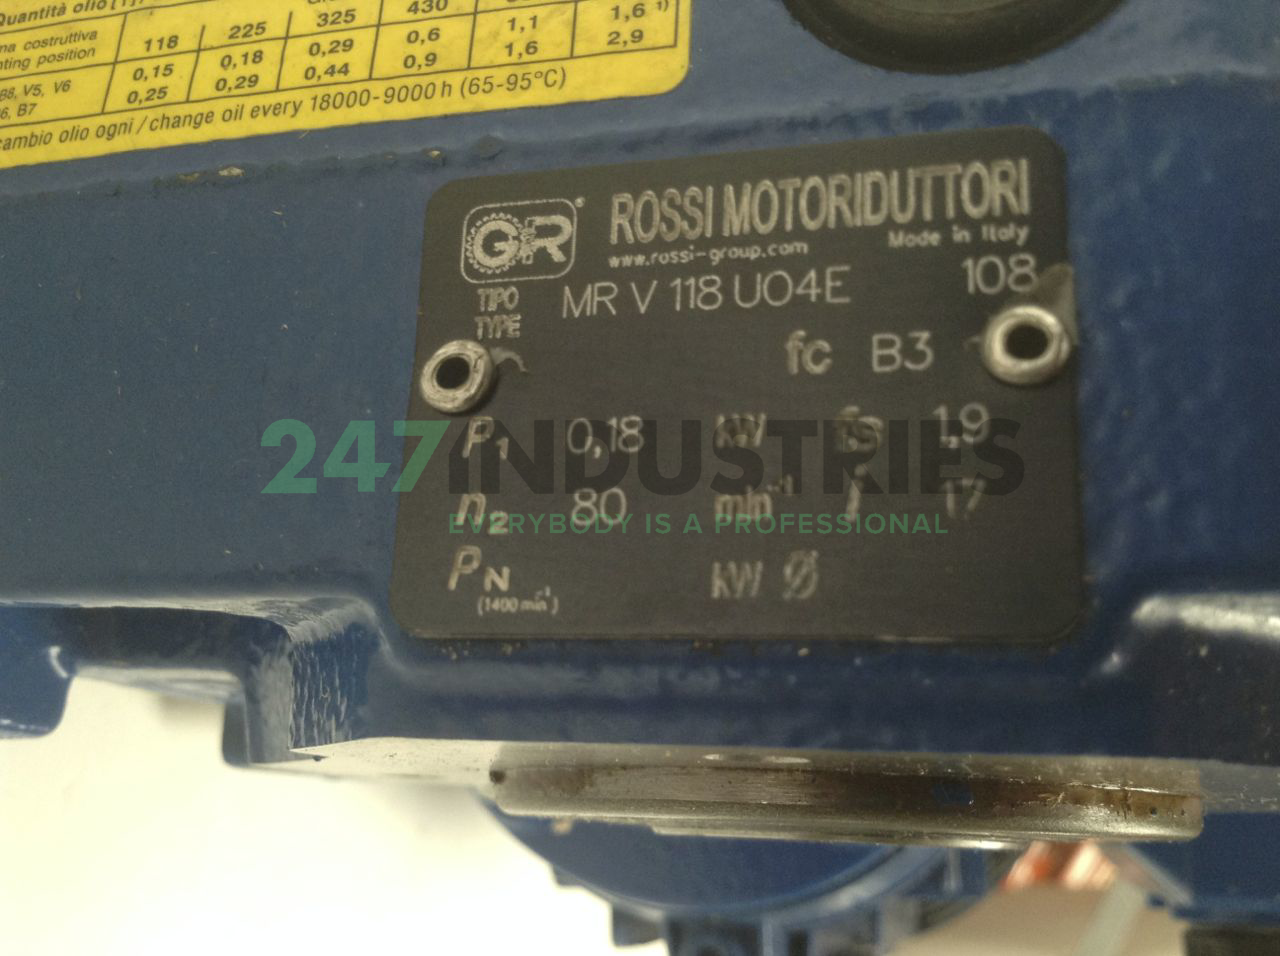 Quantità olio [1]
118 225 325 430
na costruttiva
nting position
B8, V5, V6 0,15 0,18 0,29 0,6 1,1 1,6 1)
6, B7 0,25 0,29 0,44 0,9 1,6 2,9
cambio olio ogni / change oil every 18000-9000 h (65-95°C)
G R ®
ROSSI MOTORIDUTTORI
www.rossi-group.com Made in Italy
TIPO
TYPE
MR V 118 UO4E 108
fc B3
P1 0,18 kW fs 1,9
n2 80 min-1 i 17
PN kW Ø
(1400 min-1)
247INDUSTRIES
EVERYBODY IS A PROFESSIONAL